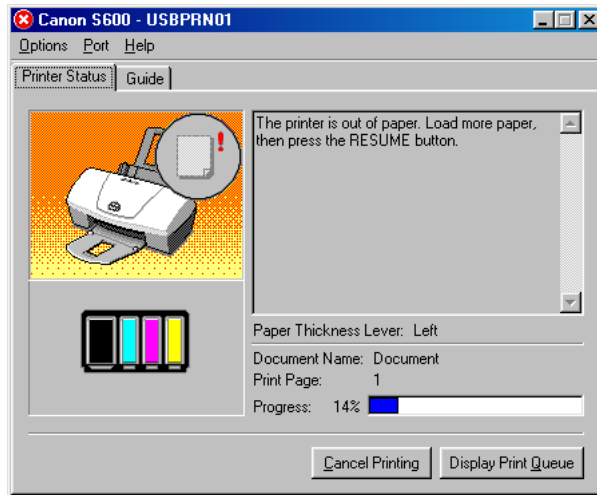 Canon S600 - USBPRN01
Options Port Help
Printer Status Guide
The printer is out of paper. Load more paper,
then press the RESUME button.
Paper Thickness Lever: Left
Document Name: Document
Print Page: 1
Progress: 14%
Cancel Printing Display Print Queue